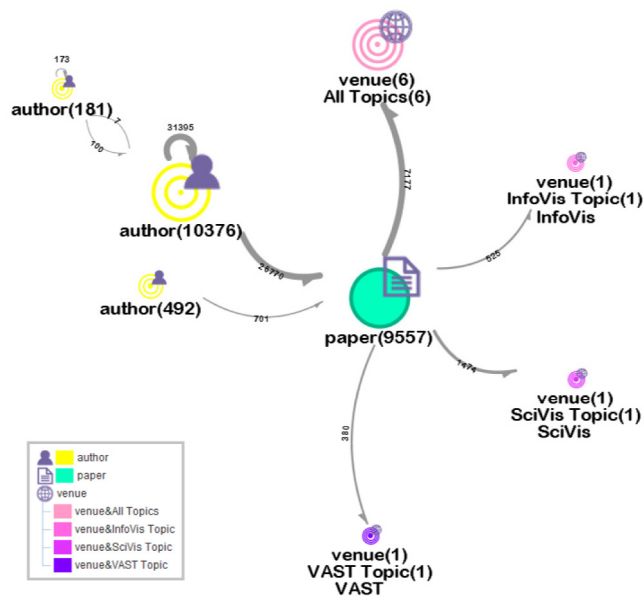 173
author(181)
7
100
31395
author(10376)
26770
author(492)
701
venue(6)
All Topics(6)
7177
venue(1)
InfoVis Topic(1)
InfoVis
525
paper(9557)
1474
venue(1)
SciVis Topic(1)
SciVis
380
venue(1)
VAST Topic(1)
VAST
author
paper
venue
venue&All Topics
venue&InfoVis Topic
venue&SciVis Topic
venue&VAST Topic